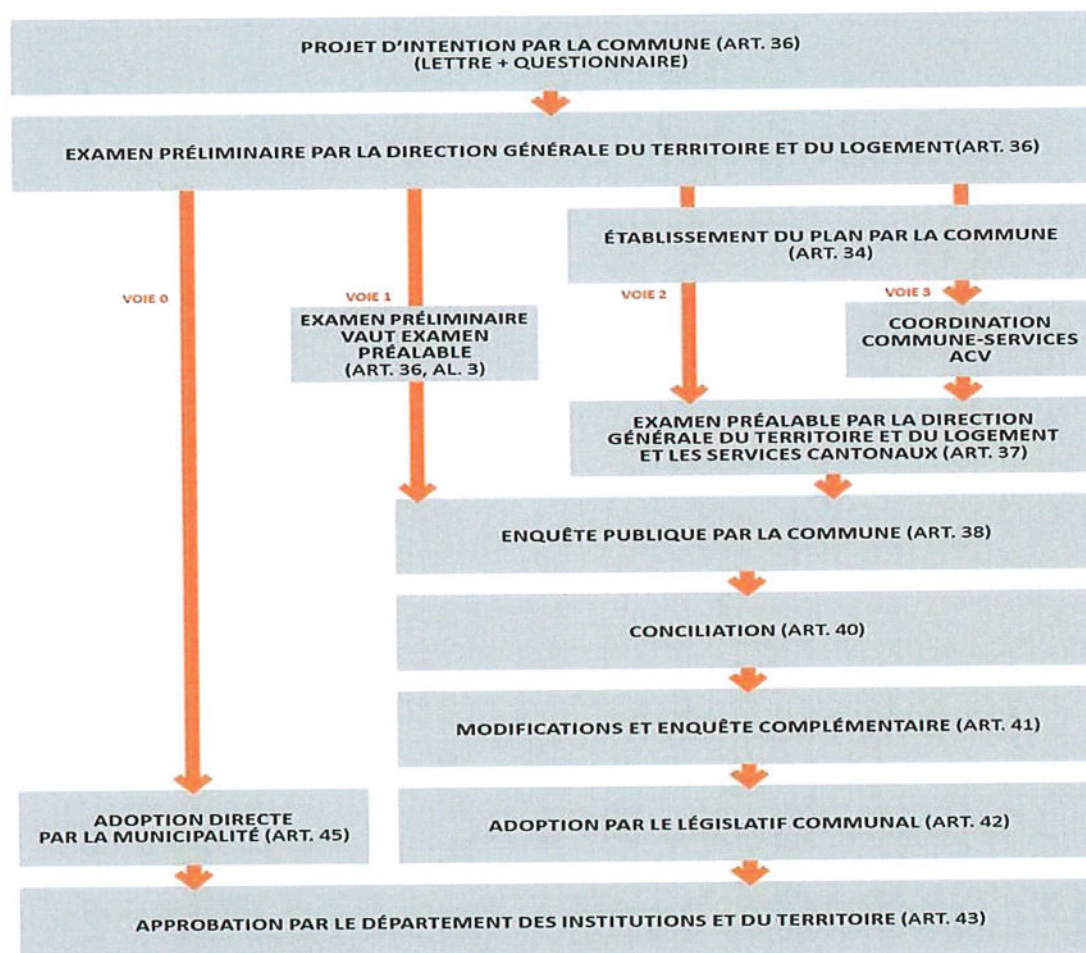 PROJET D'INTENTION PAR LA COMMUNE (ART. 36)
(LETTRE + QUESTIONNAIRE)
EXAMEN PRÉLIMINAIRE PAR LA DIRECTION GÉNÉRALE DU TERRITOIRE ET DU LOGEMENT(ART. 36)
ÉTABLISSEMENT DU PLAN PAR LA COMMUNE
(ART. 34)
VOIE 0
VOIE 1
VOIE 2
VOIE 3
EXAMEN PRÉLIMINAIRE
VAUT EXAMEN
PRÉALABLE
(ART. 36, AL. 3)
COORDINATION
COMMUNE-SERVICES
ACV
EXAMEN PRÉALABLE PAR LA DIRECTION
GÉNÉRALE DU TERRITOIRE ET DU LOGEMENT
ET LES SERVICES CANTONAUX (ART. 37)
ENQUÊTE PUBLIQUE PAR LA COMMUNE (ART. 38)
CONCILIATION (ART. 40)
MODIFICATIONS ET ENQUÊTE COMPLÉMENTAIRE (ART. 41)
ADOPTION DIRECTE
PAR LA MUNICIPALITÉ (ART. 45)
ADOPTION PAR LE LÉGISLATIF COMMUNAL (ART. 42)
APPROBATION PAR LE DÉPARTEMENT DES INSTITUTIONS ET DU TERRITOIRE (ART. 43)